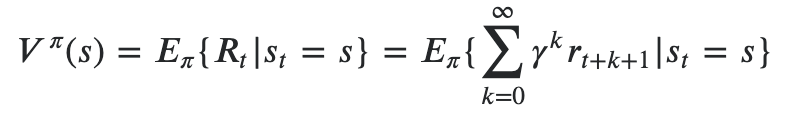 V^π(s) = E_π{R_t|s_t = s} = E_π{∑_{k=0}^{∞} γ^k r_{t+k+1}|s_t = s}